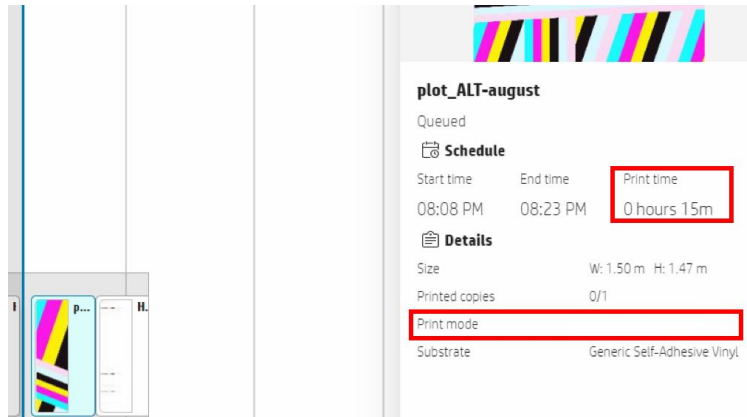 plot_ALT-august
Queued
Schedule
Start time End time Print time
08:08 PM 08:23 PM 0 hours 15m
Details
Size W: 1.50 m H: 1.47 m
Printed copies 0/1
Print mode
Substrate Generic Self-Adhesive Vinyl
p... H.